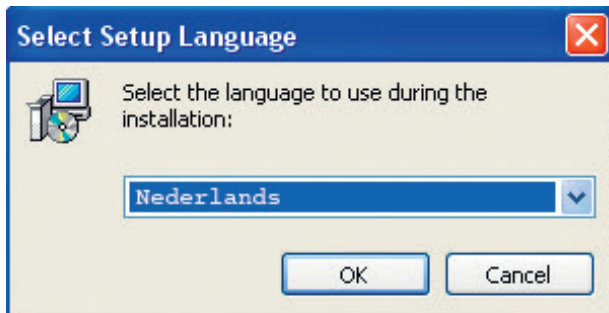 Select Setup Language
Select the language to use during the
installation:
Nederlands
OK
Cancel